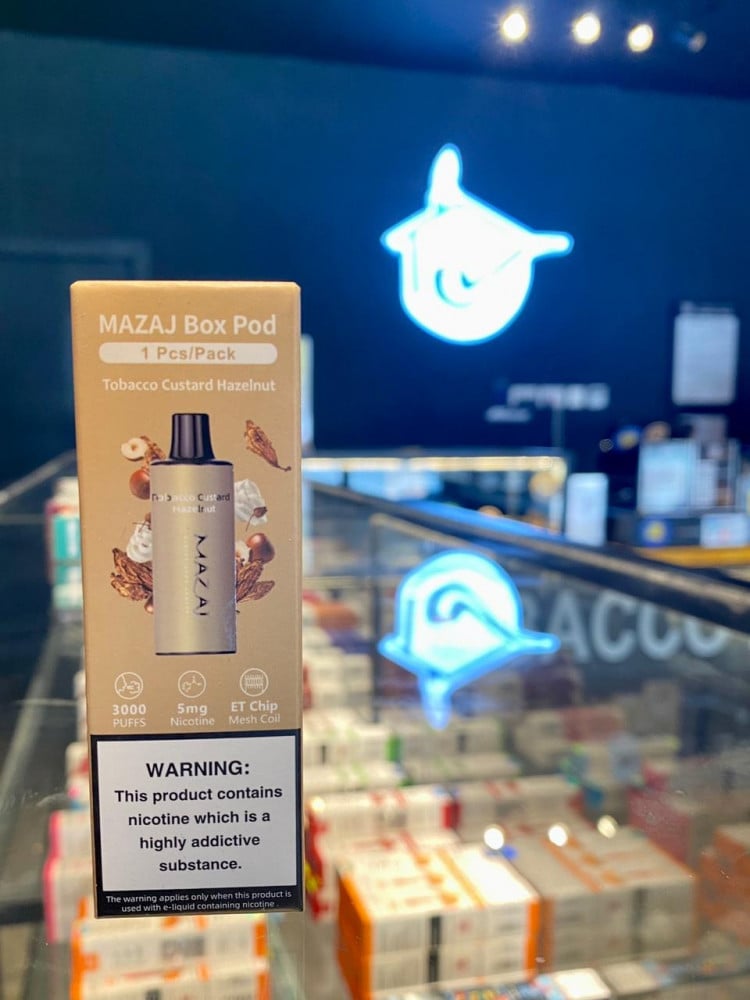 MAZAJ Box Pod
1 Pcs/Pack
Tobacco Custard Hazelnut
Tobacco Custard
Hazelnut
MAZAJ
3000
PUFFS
5mg
Nicotine
ET Chip
Mesh Coil
WARNING:
This product contains
nicotine which is a
highly addictive
substance.
The warning applies only when this product is
used with e-liquid containing nicotine .
BACCO